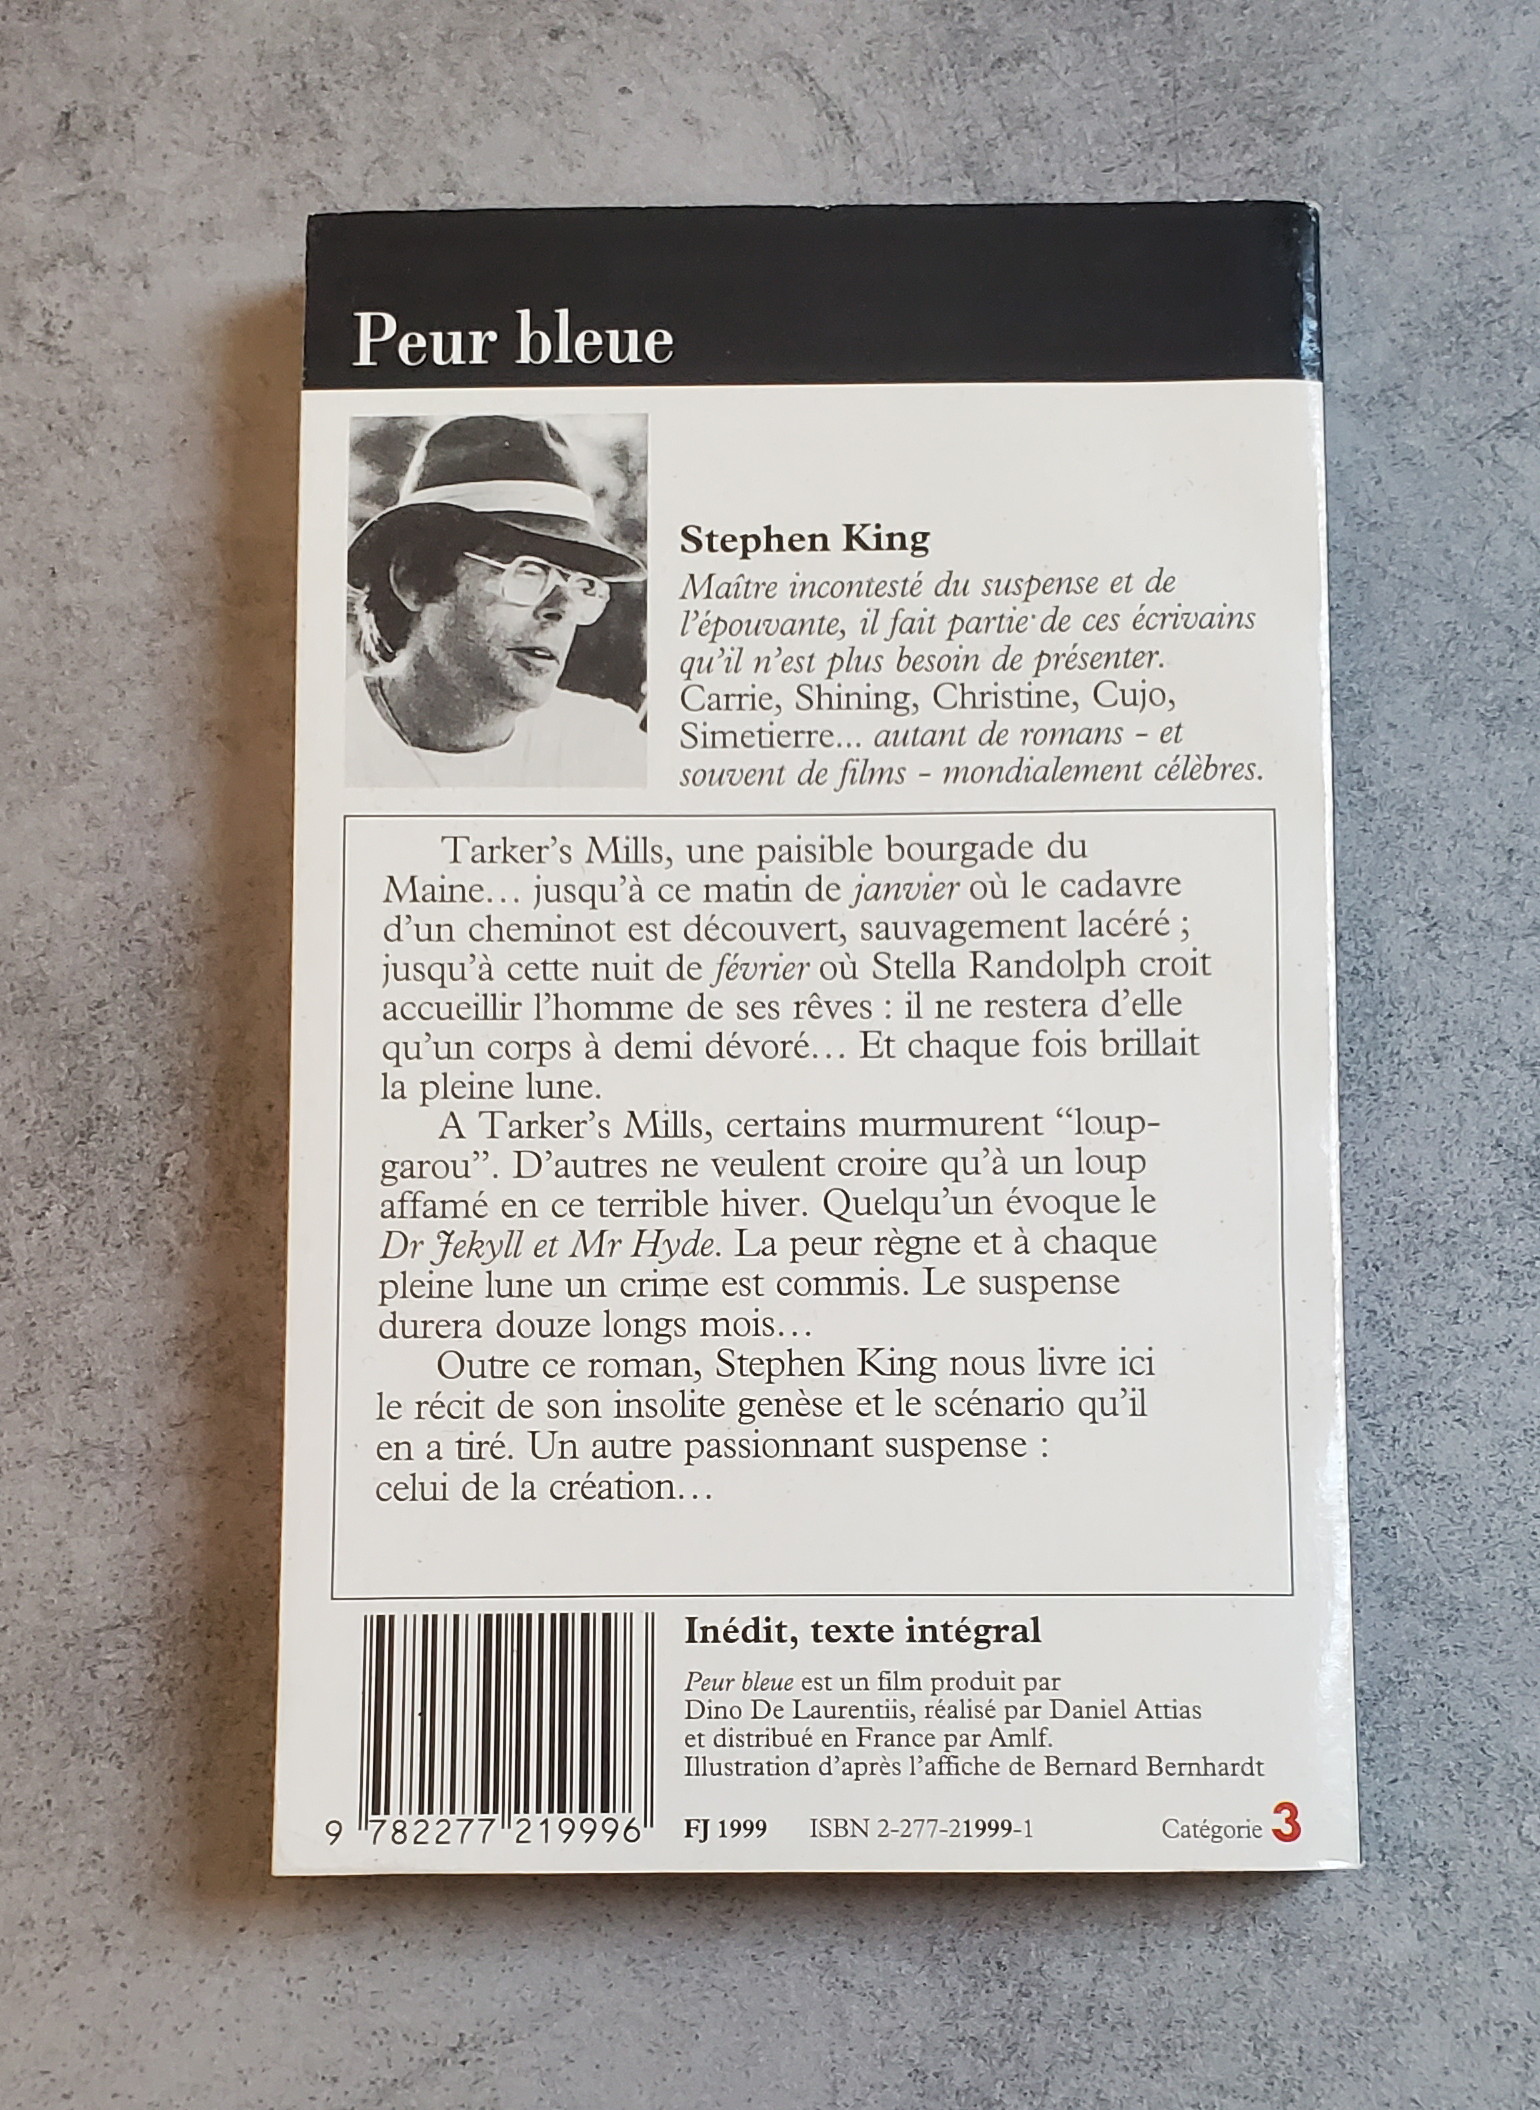 Peur bleue
Stephen King
Maître incontesté du suspense et de
l'épouvante, il fait partie de ces écrivains
qu'il n'est plus besoin de présenter.
Carrie, Shining, Christine, Cujo,
Simetierre... autant de romans - et
souvent de films - mondialement célèbres.
Tarker's Mills, une paisible bourgade du
Maine... jusqu'à ce matin de janvier où le cadavre
d'un cheminot est découvert, sauvagement lacéré ;
jusqu'à cette nuit de février où Stella Randolph croit
accueillir l'homme de ses rêves : il ne restera d'elle
qu'un corps à demi dévoré... Et chaque fois brillait
la pleine lune.
A Tarker's Mills, certains murmurent “loup-
garou”. D'autres ne veulent croire qu'à un loup
affamé en ce terrible hiver. Quelqu'un évoque le
Dr Jekyll et Mr Hyde. La peur règne et à chaque
pleine lune un crime est commis. Le suspense
durera douze longs mois...
Outre ce roman, Stephen King nous livre ici
le récit de son insolite genèse et le scénario qu'il
en a tiré. Un autre passionnant suspense :
celui de la création...
Inédit, texte intégral
Peur bleue est un film produit par
Dino De Laurentiis, réalisé par Daniel Attias
et distribué en France par Amlf.
Illustration d'après l'affiche de Bernard Bernhardt
9 782277 219996
FJ 1999 ISBN 2-277-21999-1 Catégorie 3